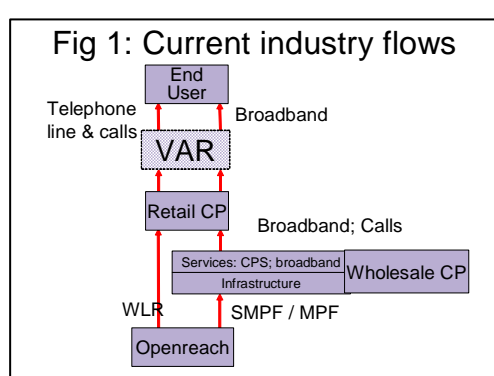 Fig 1: Current industry flows
End
User
Telephone
line & calls
Broadband
VAR
Retail CP
Broadband; Calls
Services: CPS; broadband
Wholesale CP
Infrastructure
WLR
SMPF / MPF
Openreach